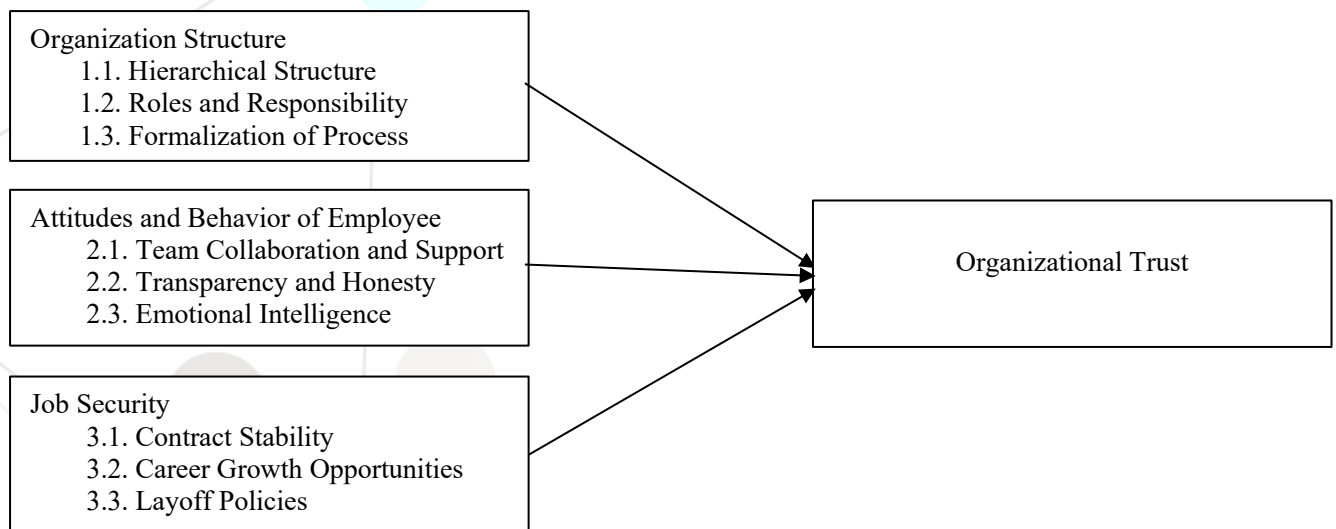 Organization Structure
1.1. Hierarchical Structure
1.2. Roles and Responsibility
1.3. Formalization of Process
Attitudes and Behavior of Employee
2.1. Team Collaboration and Support
2.2. Transparency and Honesty
2.3. Emotional Intelligence
Job Security
3.1. Contract Stability
3.2. Career Growth Opportunities
3.3. Layoff Policies
Organizational Trust